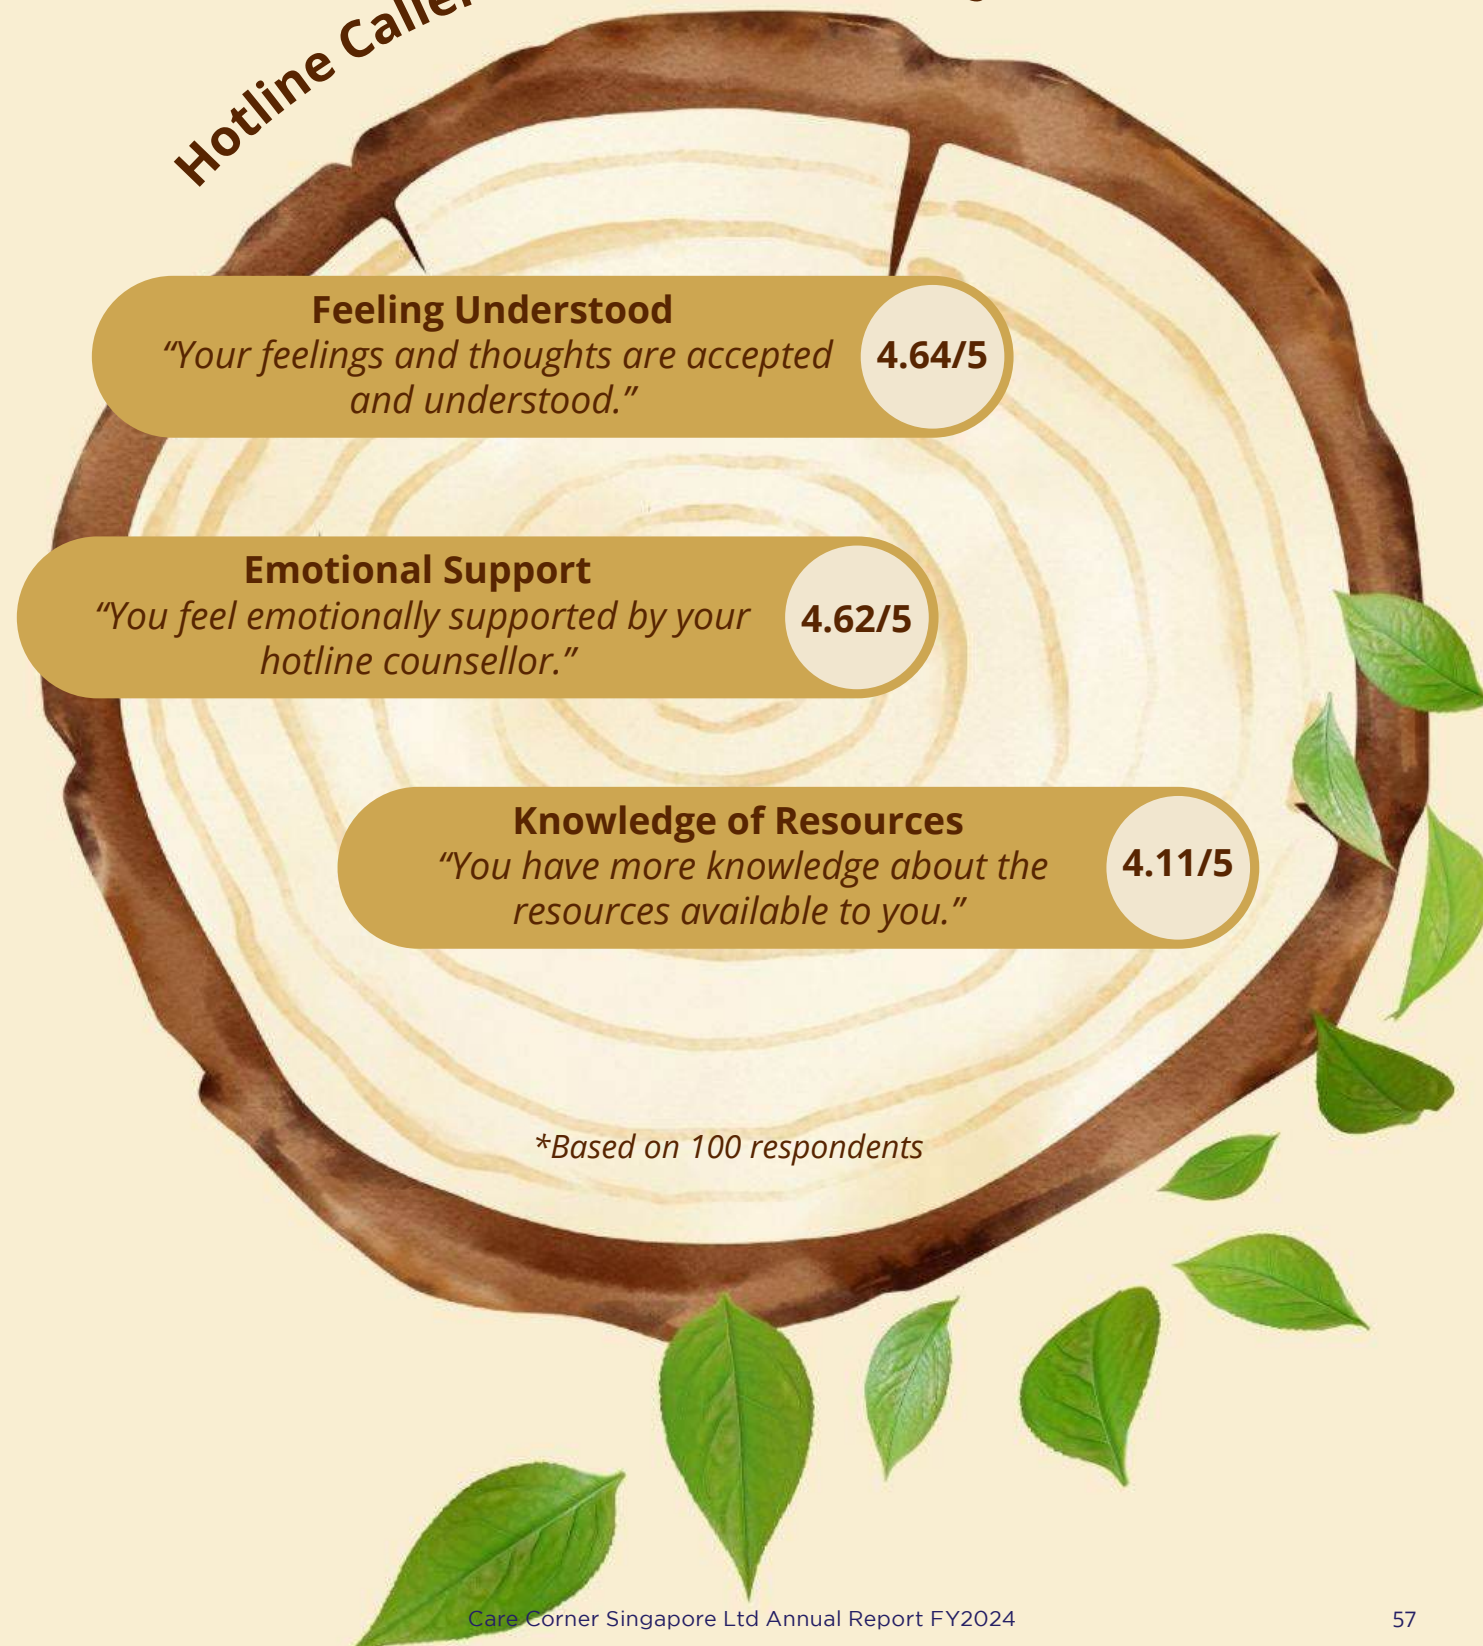 Hotline Caller
Feeling Understood
“Your feelings and thoughts are accepted
and understood.”
4.64/5
Emotional Support
“You feel emotionally supported by your
hotline counsellor.”
4.62/5
Knowledge of Resources
“You have more knowledge about the
resources available to you.”
4.11/5
*Based on 100 respondents
Care Corner Singapore Ltd Annual Report FY2024
57